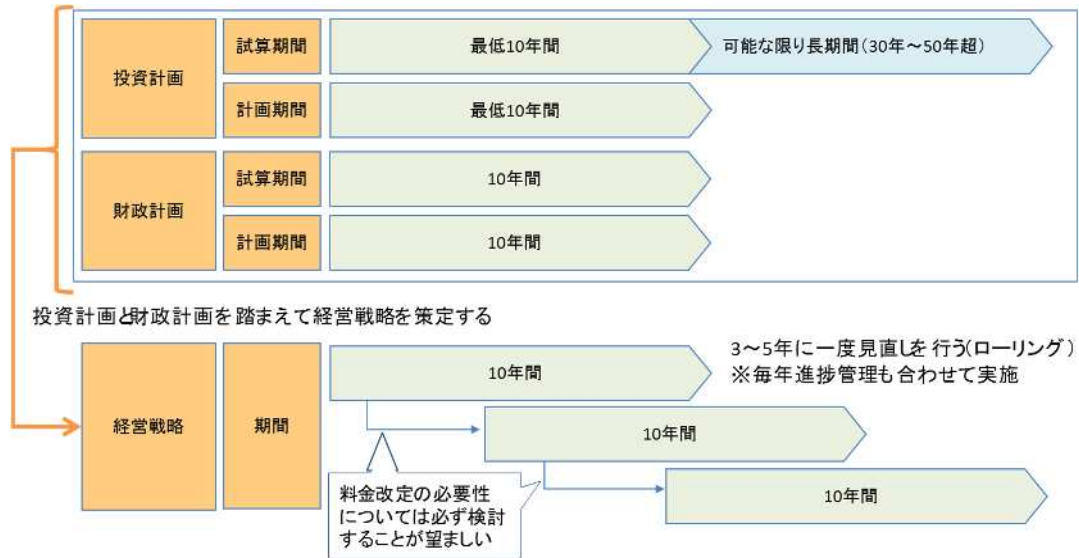 投資計画
試算期間
最低10年間
可能な限り長期間(30年～50年超)
計画期間
最低10年間
財政計画
試算期間
10年間
計画期間
10年間
投資計画と財政計画を踏まえて経営戦略を策定する
3～5年に一度見直しを行う(ローリング)
※毎年進捗管理も合わせて実施
経営戦略
期間
10年間
10年間
10年間
料金改定の必要性
については必ず検討
することが望ましい